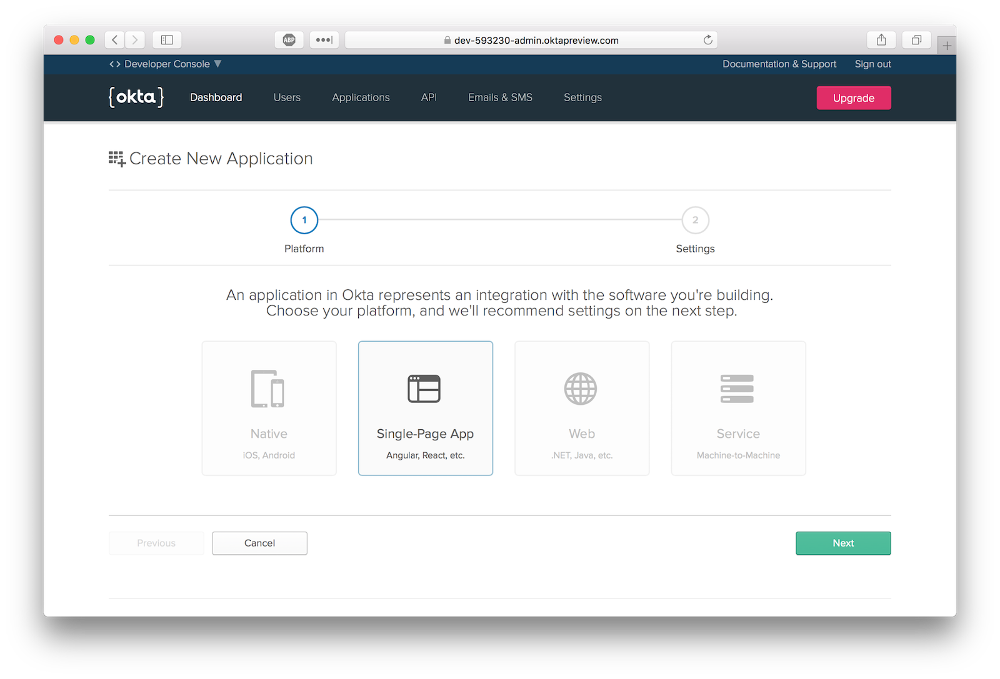 ABP
dev-593230-admin.oktapreview.com
<> Developer Console ▼
Documentation & Support
Sign out
{okta}
Dashboard
Users
Applications
API
Emails & SMS
Settings
Upgrade
Create New Application
1
2
Platform
Settings
An application in Okta represents an integration with the software you're building.
Choose your platform, and we'll recommend settings on the next step.
Native
iOS, Android
Single-Page App
Angular, React, etc.
Web
.NET, Java, etc.
Service
Machine-to-Machine
Previous
Cancel
Next